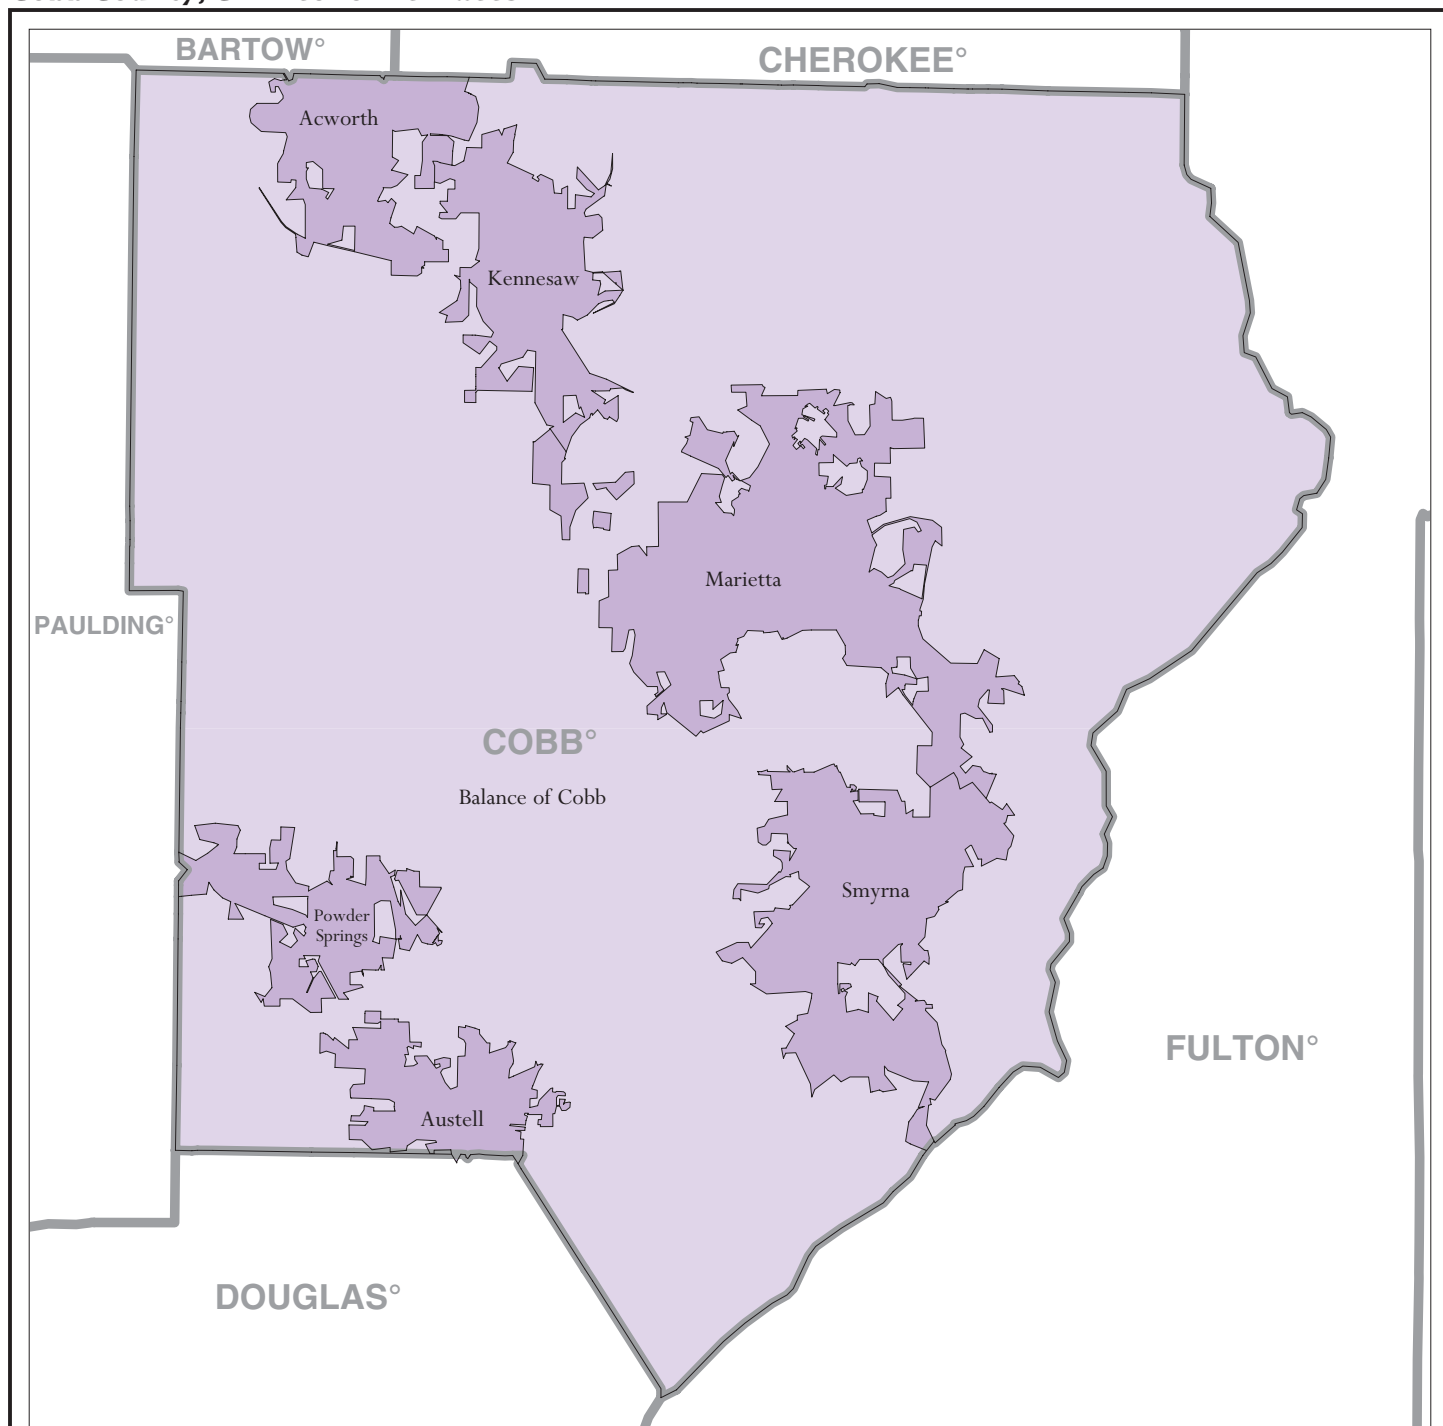 BARTOW°
CHEROKEE°
Acworth
Kennesaw
Marietta
PAULDING°
COBB°
Balance of Cobb
Smyrna
Powder
Springs
FULTON°
Austell
DOUGLAS°